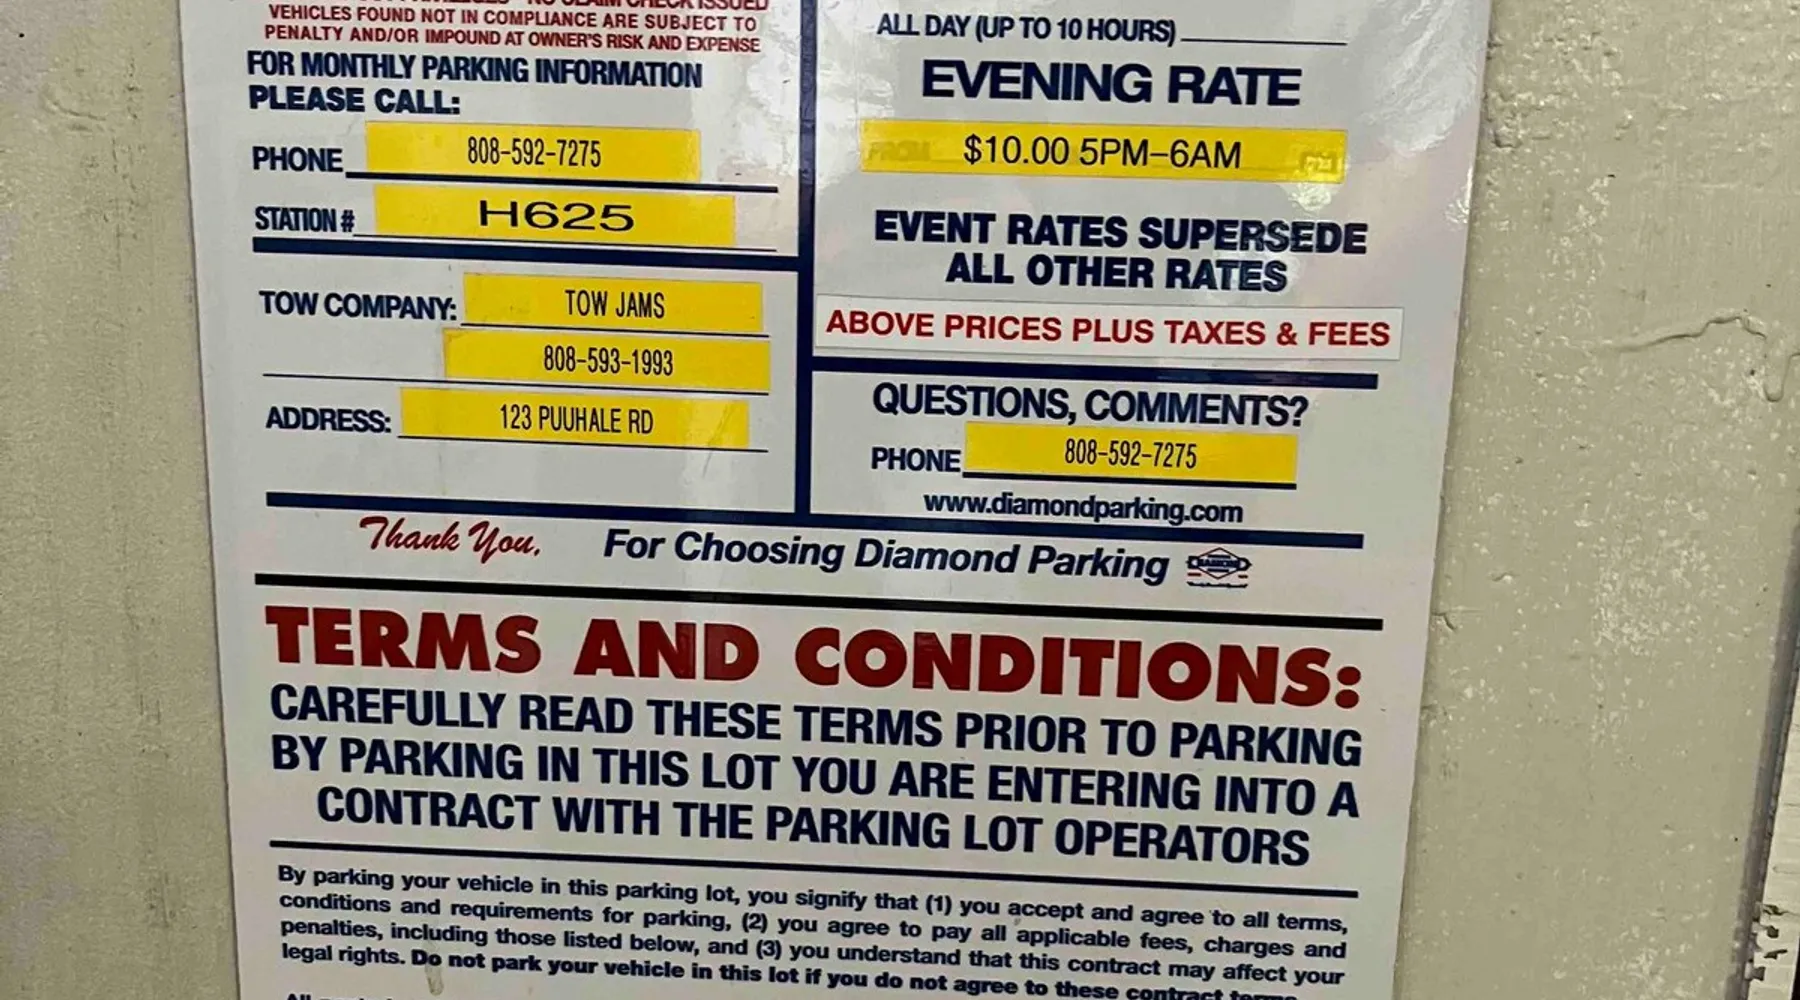 NO CLAIM CHECK ISSUED
VEHICLES FOUND NOT IN COMPLIANCE ARE SUBJECT TO
PENALTY AND/OR IMPOUND AT OWNER'S RISK AND EXPENSE
FOR MONTHLY PARKING INFORMATION
PLEASE CALL:
PHONE 808-592-7275
STATION # H625
TOW COMPANY: TOW JAMS
808-593-1993
ADDRESS: 123 PUUHALE RD
ALL DAY (UP TO 10 HOURS)
EVENING RATE
$10.00 5PM-6AM
EVENT RATES SUPERSEDE
ALL OTHER RATES
ABOVE PRICES PLUS TAXES & FEES
QUESTIONS, COMMENTS?
PHONE 808-592-7275
www.diamondparking.com
Thank You, For Choosing Diamond Parking
DIAMOND
TERMS AND CONDITIONS:
CAREFULLY READ THESE TERMS PRIOR TO PARKING
BY PARKING IN THIS LOT YOU ARE ENTERING INTO A
CONTRACT WITH THE PARKING LOT OPERATORS
By parking your vehicle in this parking lot, you signify that (1) you accept and agree to all terms,
conditions and requirements for parking, (2) you agree to pay all applicable fees, charges and
penalties, including those listed below, and (3) you understand that this contract may affect your
legal rights. Do not park your vehicle in this lot if you do not agree to these contract terms.